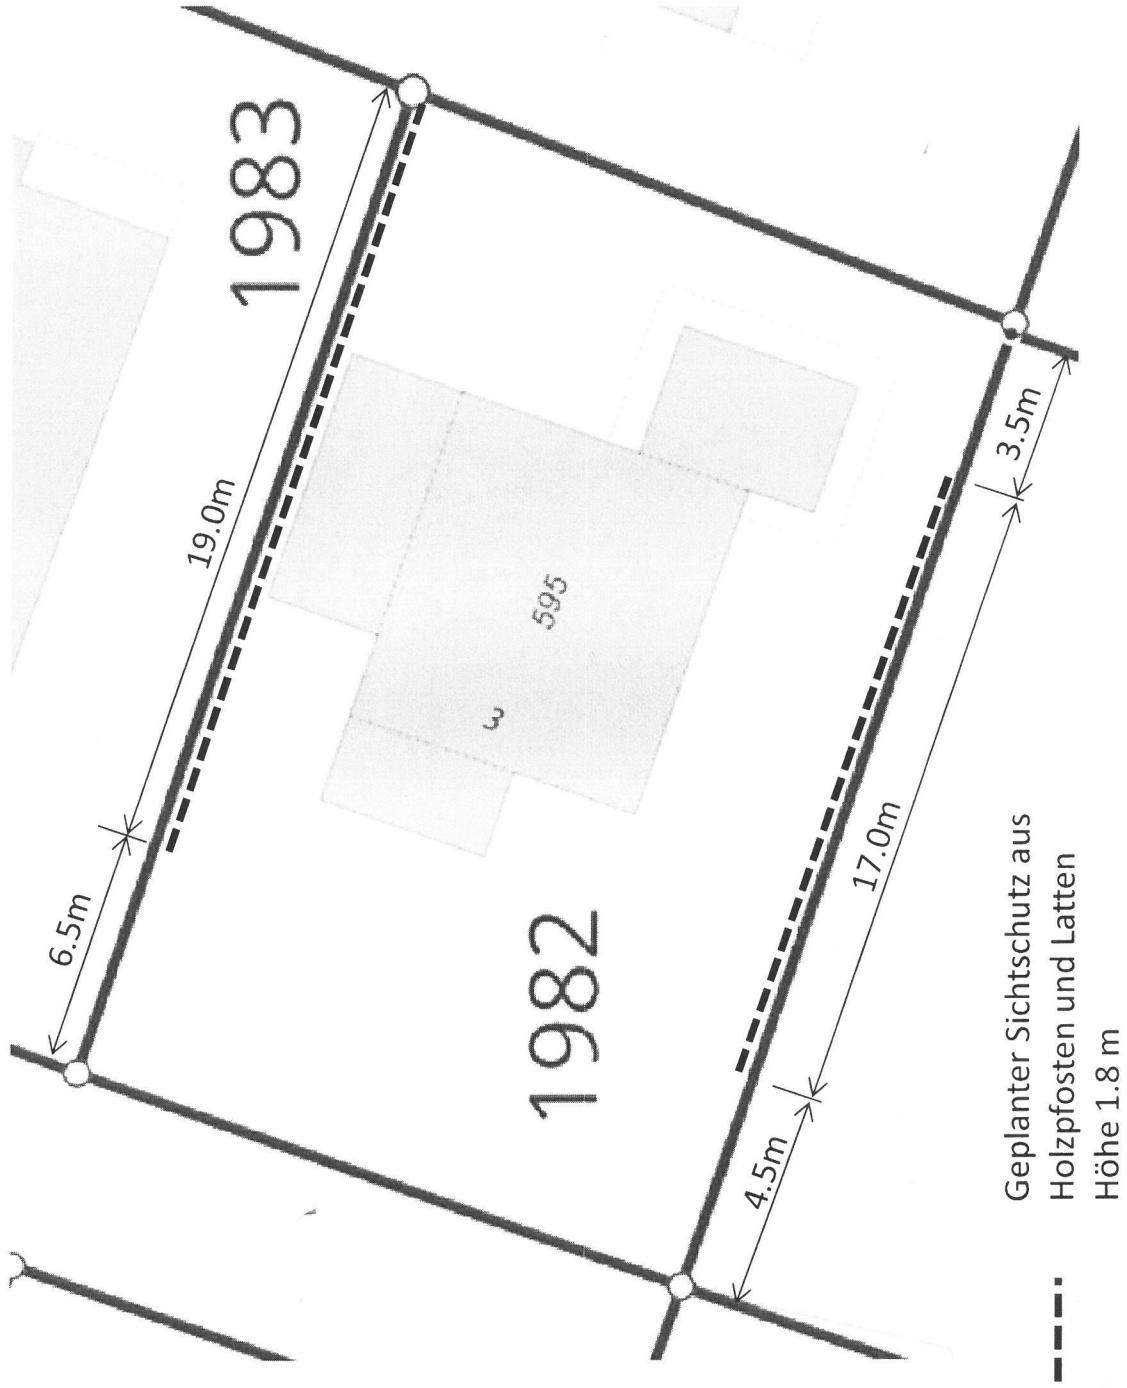 1983
19.0m
6.5m
595
3
1982
3.5m
17.0m
4.5m
Geplanter Sichtschutz aus
Holzpfosten und Latten
Höhe 1.8 m